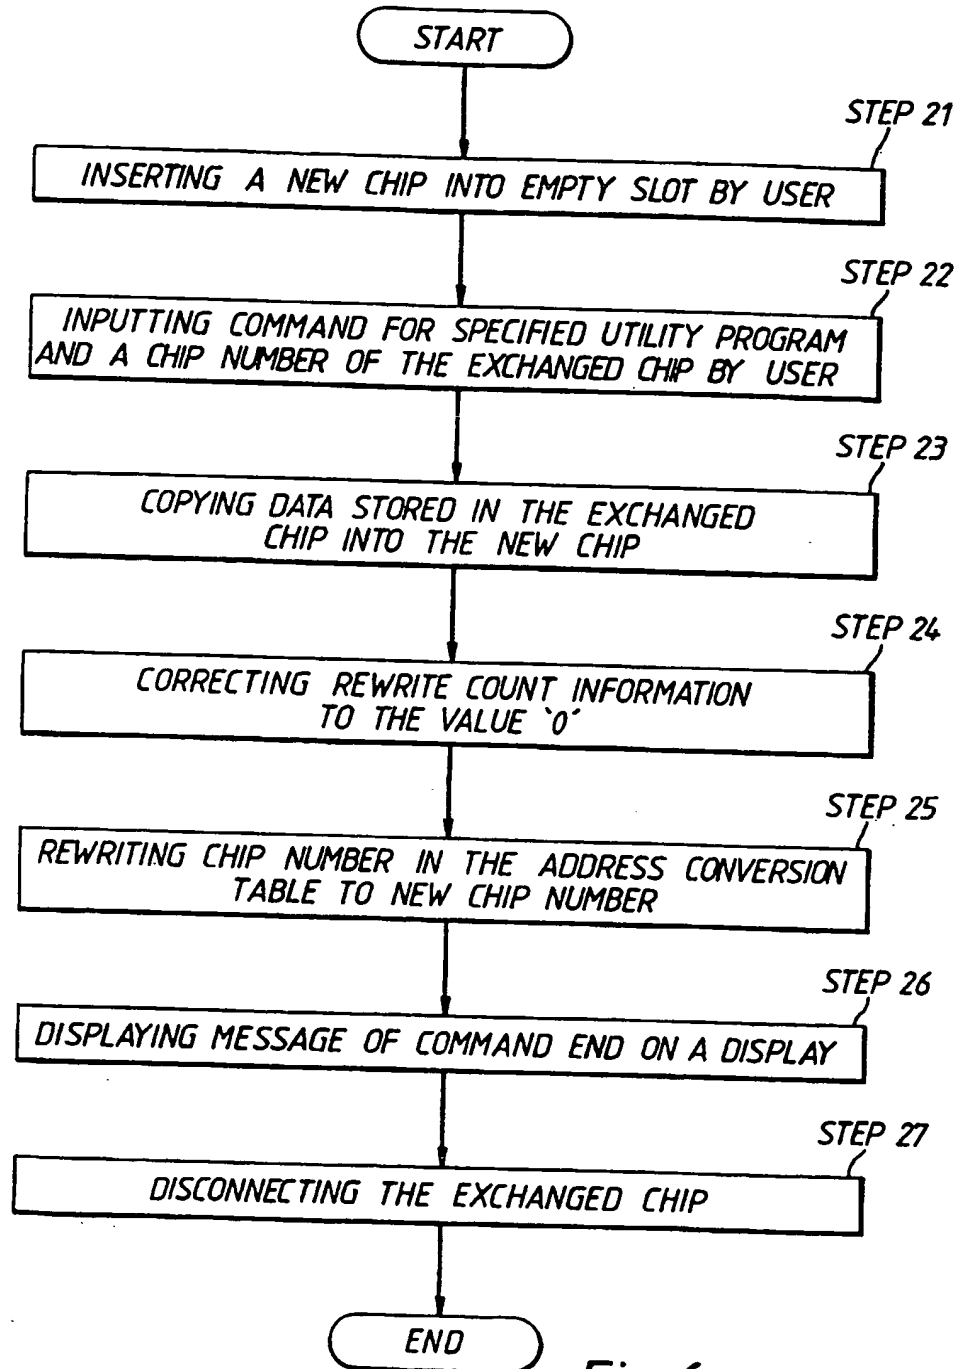 START
STEP 21
INSERTING A NEW CHIP INTO EMPTY SLOT BY USER
STEP 22
INPUTTING COMMAND FOR SPECIFIED UTILITY PROGRAM
AND A CHIP NUMBER OF THE EXCHANGED CHIP BY USER
STEP 23
COPYING DATA STORED IN THE EXCHANGED
CHIP INTO THE NEW CHIP
STEP 24
CORRECTING REWRITE COUNT INFORMATION
TO THE VALUE `0´
STEP 25
REWRITING CHIP NUMBER IN THE ADDRESS CONVERSION
TABLE TO NEW CHIP NUMBER
STEP 26
DISPLAYING MESSAGE OF COMMAND END ON A DISPLAY
STEP 27
DISCONNECTING THE EXCHANGED CHIP
END